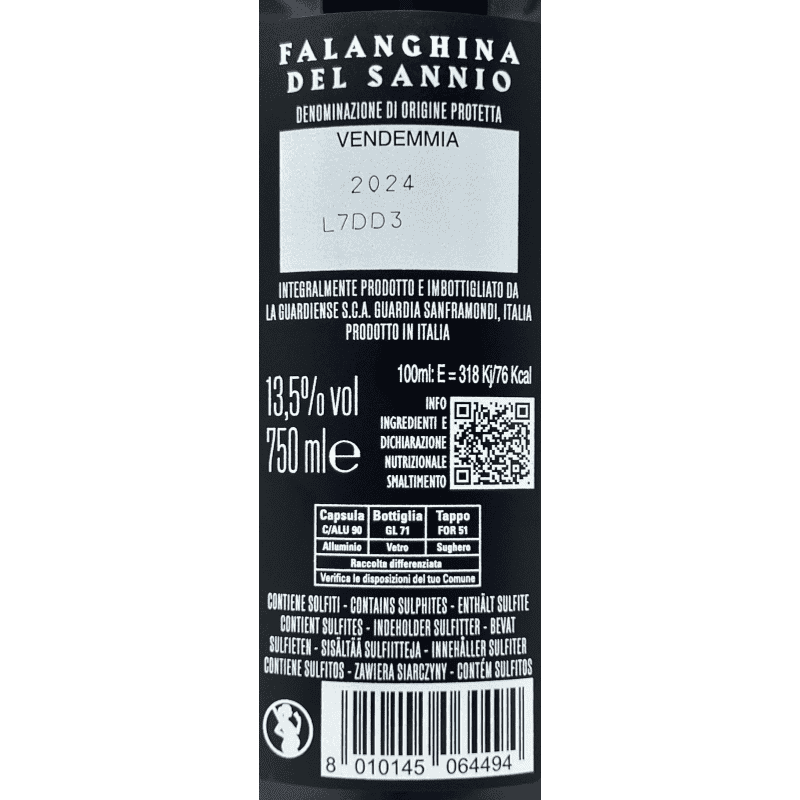 FALANGHINA
DEL SANNIO
DENOMINAZIONE DI ORIGINE PROTETTA
VENDEMMIA
2024
L7DD3
INTEGRALMENTE PRODOTTO E IMBOTTIGLIATO DA
LA GUARDIENSE S.C.A. GUARDIA SANFRAMONDI, ITALIA
PRODOTTO IN ITALIA
100ml: E = 318 Kj/76 Kcal
13,5% vol
750 ml e
INFO
INGREDIENTI E
DICHIARAZIONE
NUTRIZIONALE
SMALTIMENTO
Capsula Bottiglia Tappo
C/ALU 90 GL 71 FOR 51
Alluminio Vetro Sughero
Raccolta differenziata
Verifica le disposizioni del tuo Comune
CONTIENE SOLFITI - CONTAINS SULPHITES - ENTHÄLT SULFITE
CONTIENT SULFITES - INDEHOLDER SULFITTER - BEVAT
SULFIETEN - SISÄLTÄÄ SULFIITTEJA - INNEHÅLLER SULFITER
CONTIENE SULFITOS - ZAWIERA SIARCZYNY - CONTÉM SULFITOS
8 010145 064494